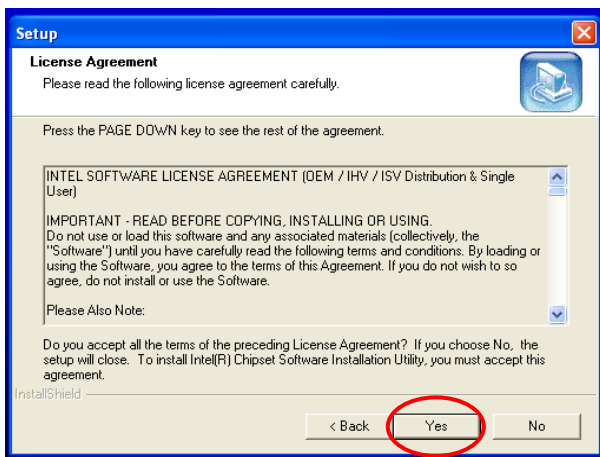 Setup
License Agreement
Please read the following license agreement carefully.
Press the PAGE DOWN key to see the rest of the agreement.
INTEL SOFTWARE LICENSE AGREEMENT (OEM / IHV / ISV Distribution & Single
User)
IMPORTANT - READ BEFORE COPYING, INSTALLING OR USING.
Do not use or load this software and any associated materials (collectively, the
"Software") until you have carefully read the following terms and conditions. By loading or
using the Software, you agree to the terms of this Agreement. If you do not wish to so
agree, do not install or use the Software.
Please Also Note:
Do you accept all the terms of the preceding License Agreement? If you choose No, the
setup will close. To install Intel(R) Chipset Software Installation Utility, you must accept this
agreement.
InstallShield
< Back
Yes
No